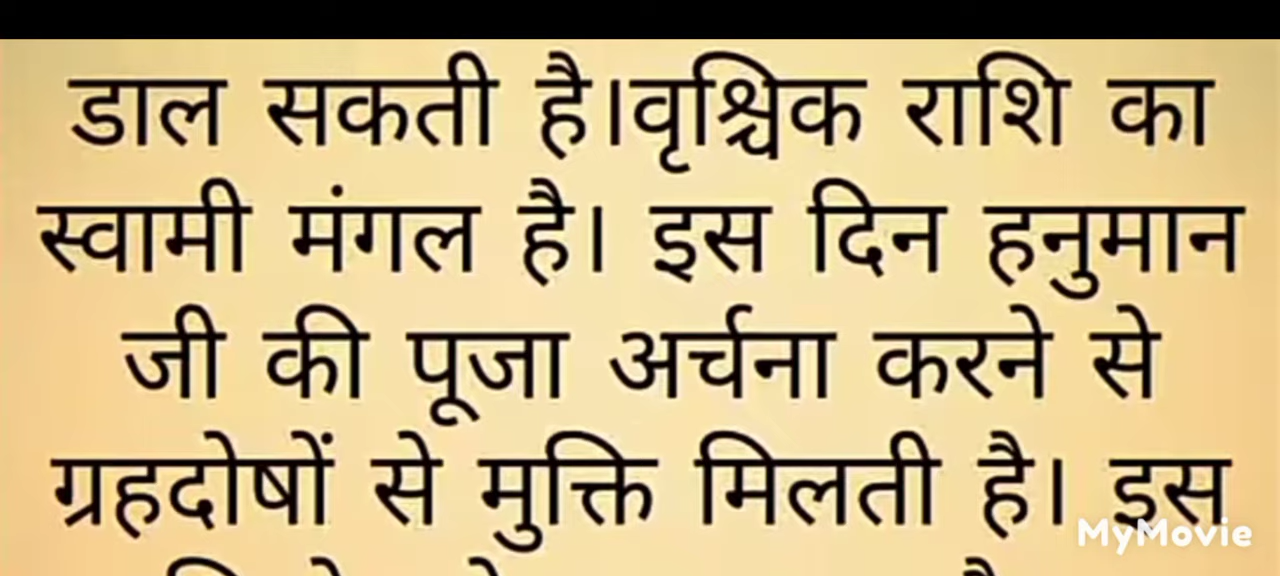 डाल सकती है।वृश्चिक राशि का
स्वामी मंगल है। इस दिन हनुमान
जी की पूजा अर्चना करने से
ग्रहदोषों से मुक्ति मिलती है। इस
MyMovie